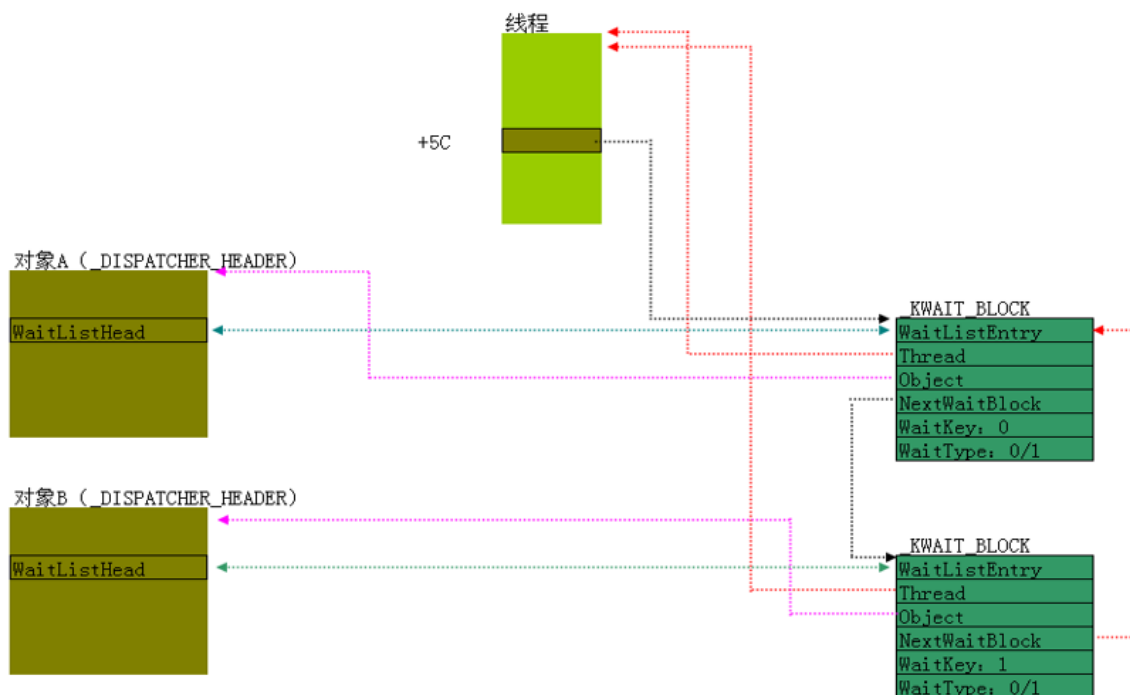 线程
+5C
对象A（_DISPATCHER_HEADER）
WaitListHead
_KWAIT_BLOCK
WaitListEntry
Thread
Object
NextWaitBlock
WaitKey: 0
WaitType: 0/1
对象B（_DISPATCHER_HEADER）
WaitListHead
_KWAIT_BLOCK
WaitListEntry
Thread
Object
NextWaitBlock
WaitKey: 1
WaitType: 0/1